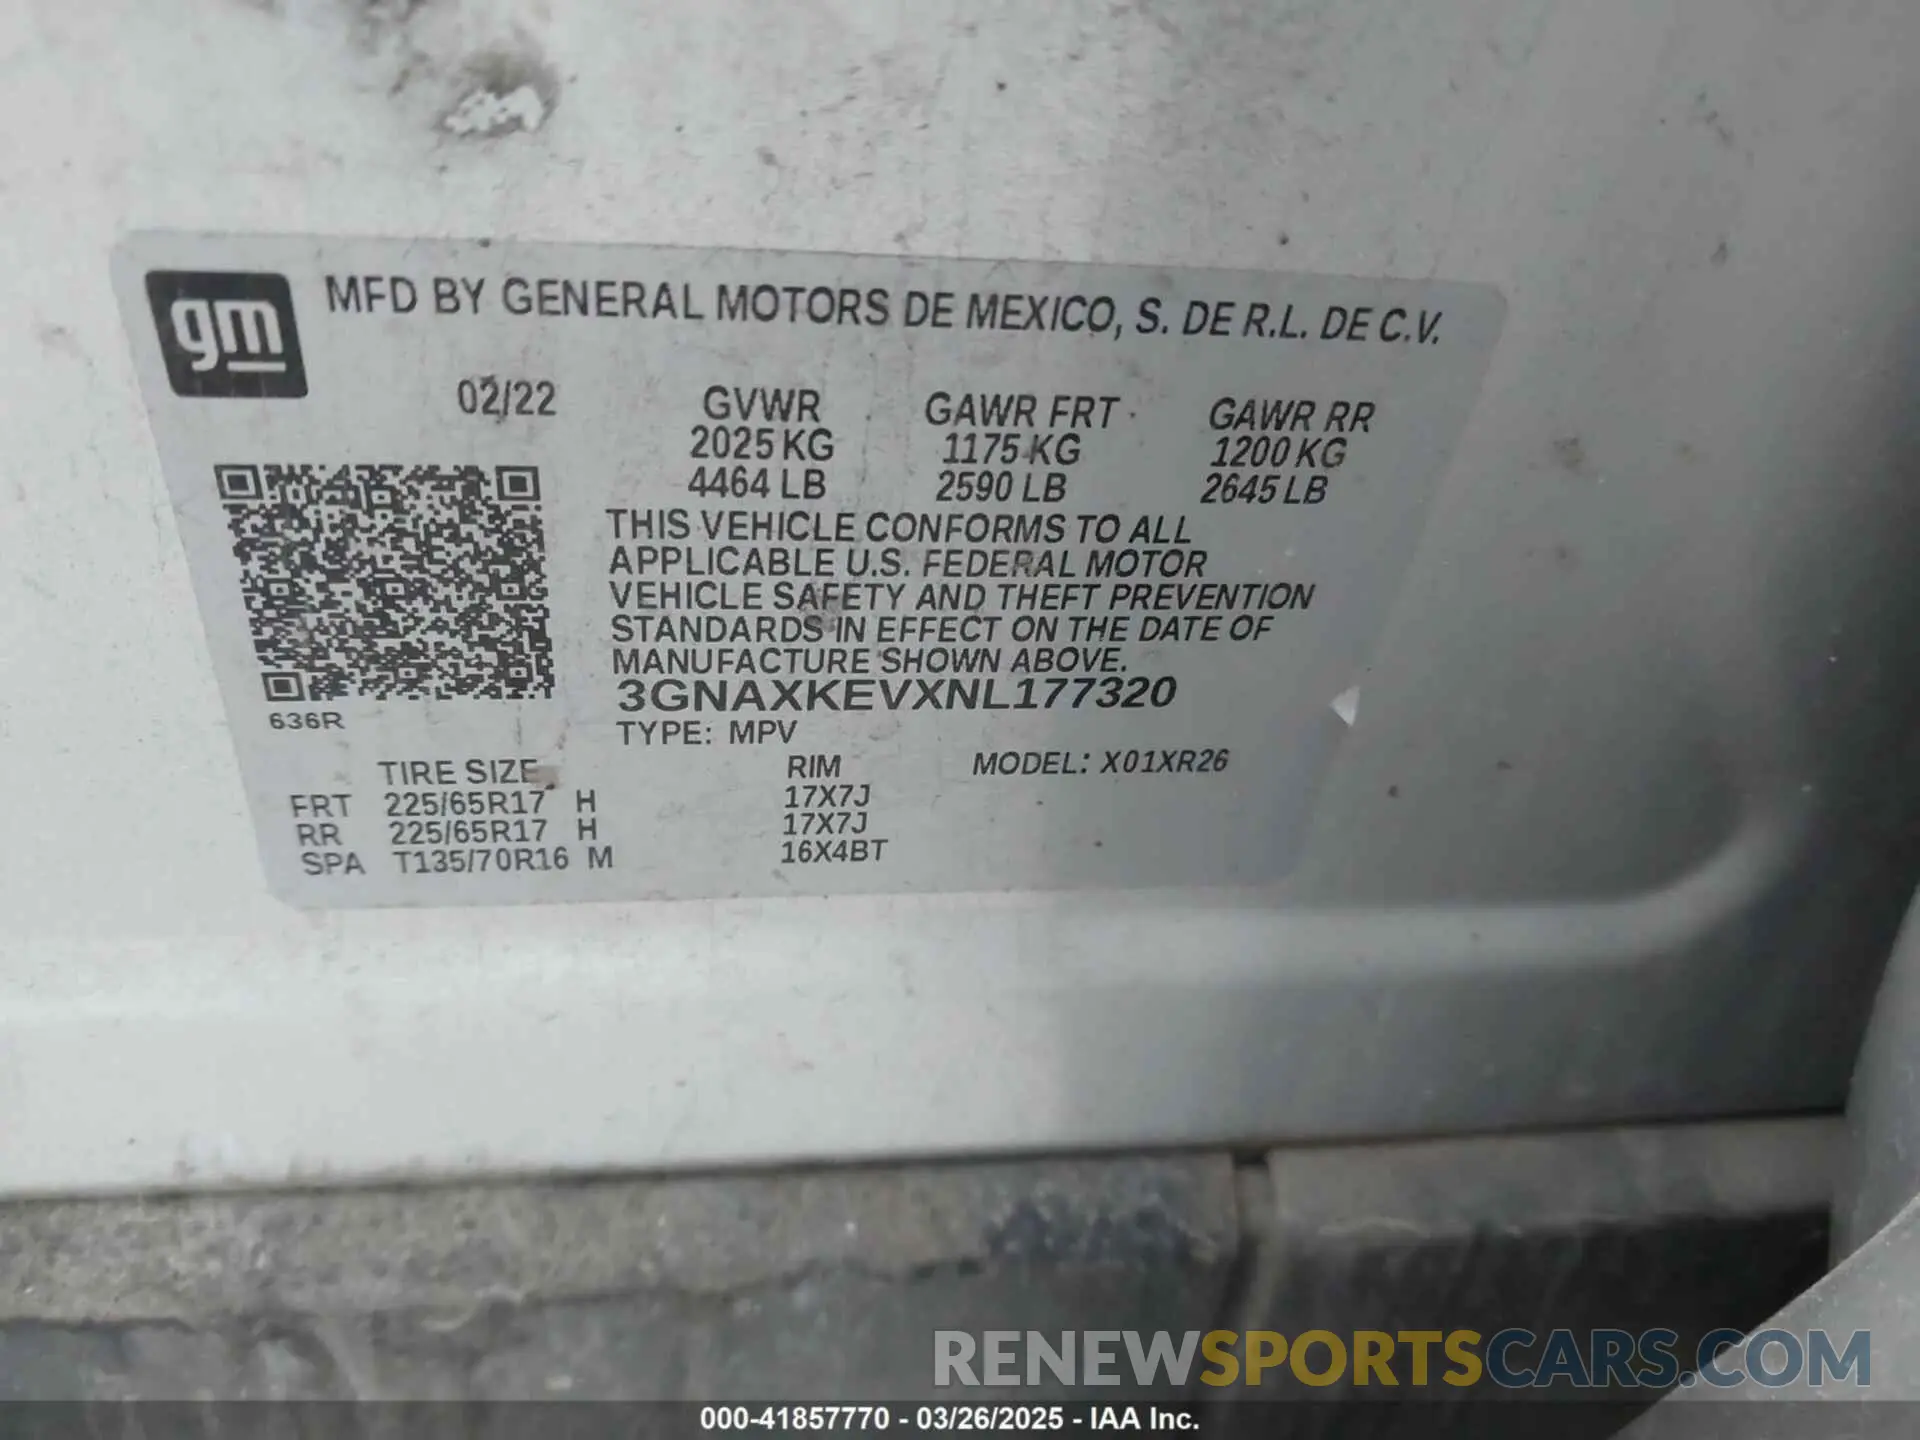 gm
MFD BY GENERAL MOTORS DE MEXICO, S. DE R.L. DE C.V.
02/22 GVWR GAWR FRT GAWR RR
2025 KG 1175 KG 1200 KG
4464 LB 2590 LB 2645 LB
THIS VEHICLE CONFORMS TO ALL
APPLICABLE U.S. FEDERAL MOTOR
VEHICLE SAFETY AND THEFT PREVENTION
STANDARDS IN EFFECT ON THE DATE OF
MANUFACTURE SHOWN ABOVE.
3GNAXKEVXNL177320
636R
TYPE: MPV
TIRE SIZE RIM MODEL: X01XR26
FRT 225/65R17 H 17X7J
RR 225/65R17 H 17X7J
SPA T135/70R16 M 16X4BT
RENEWSPORTSCARS.COM
000-41857770 - 03/26/2025 - IAA Inc.